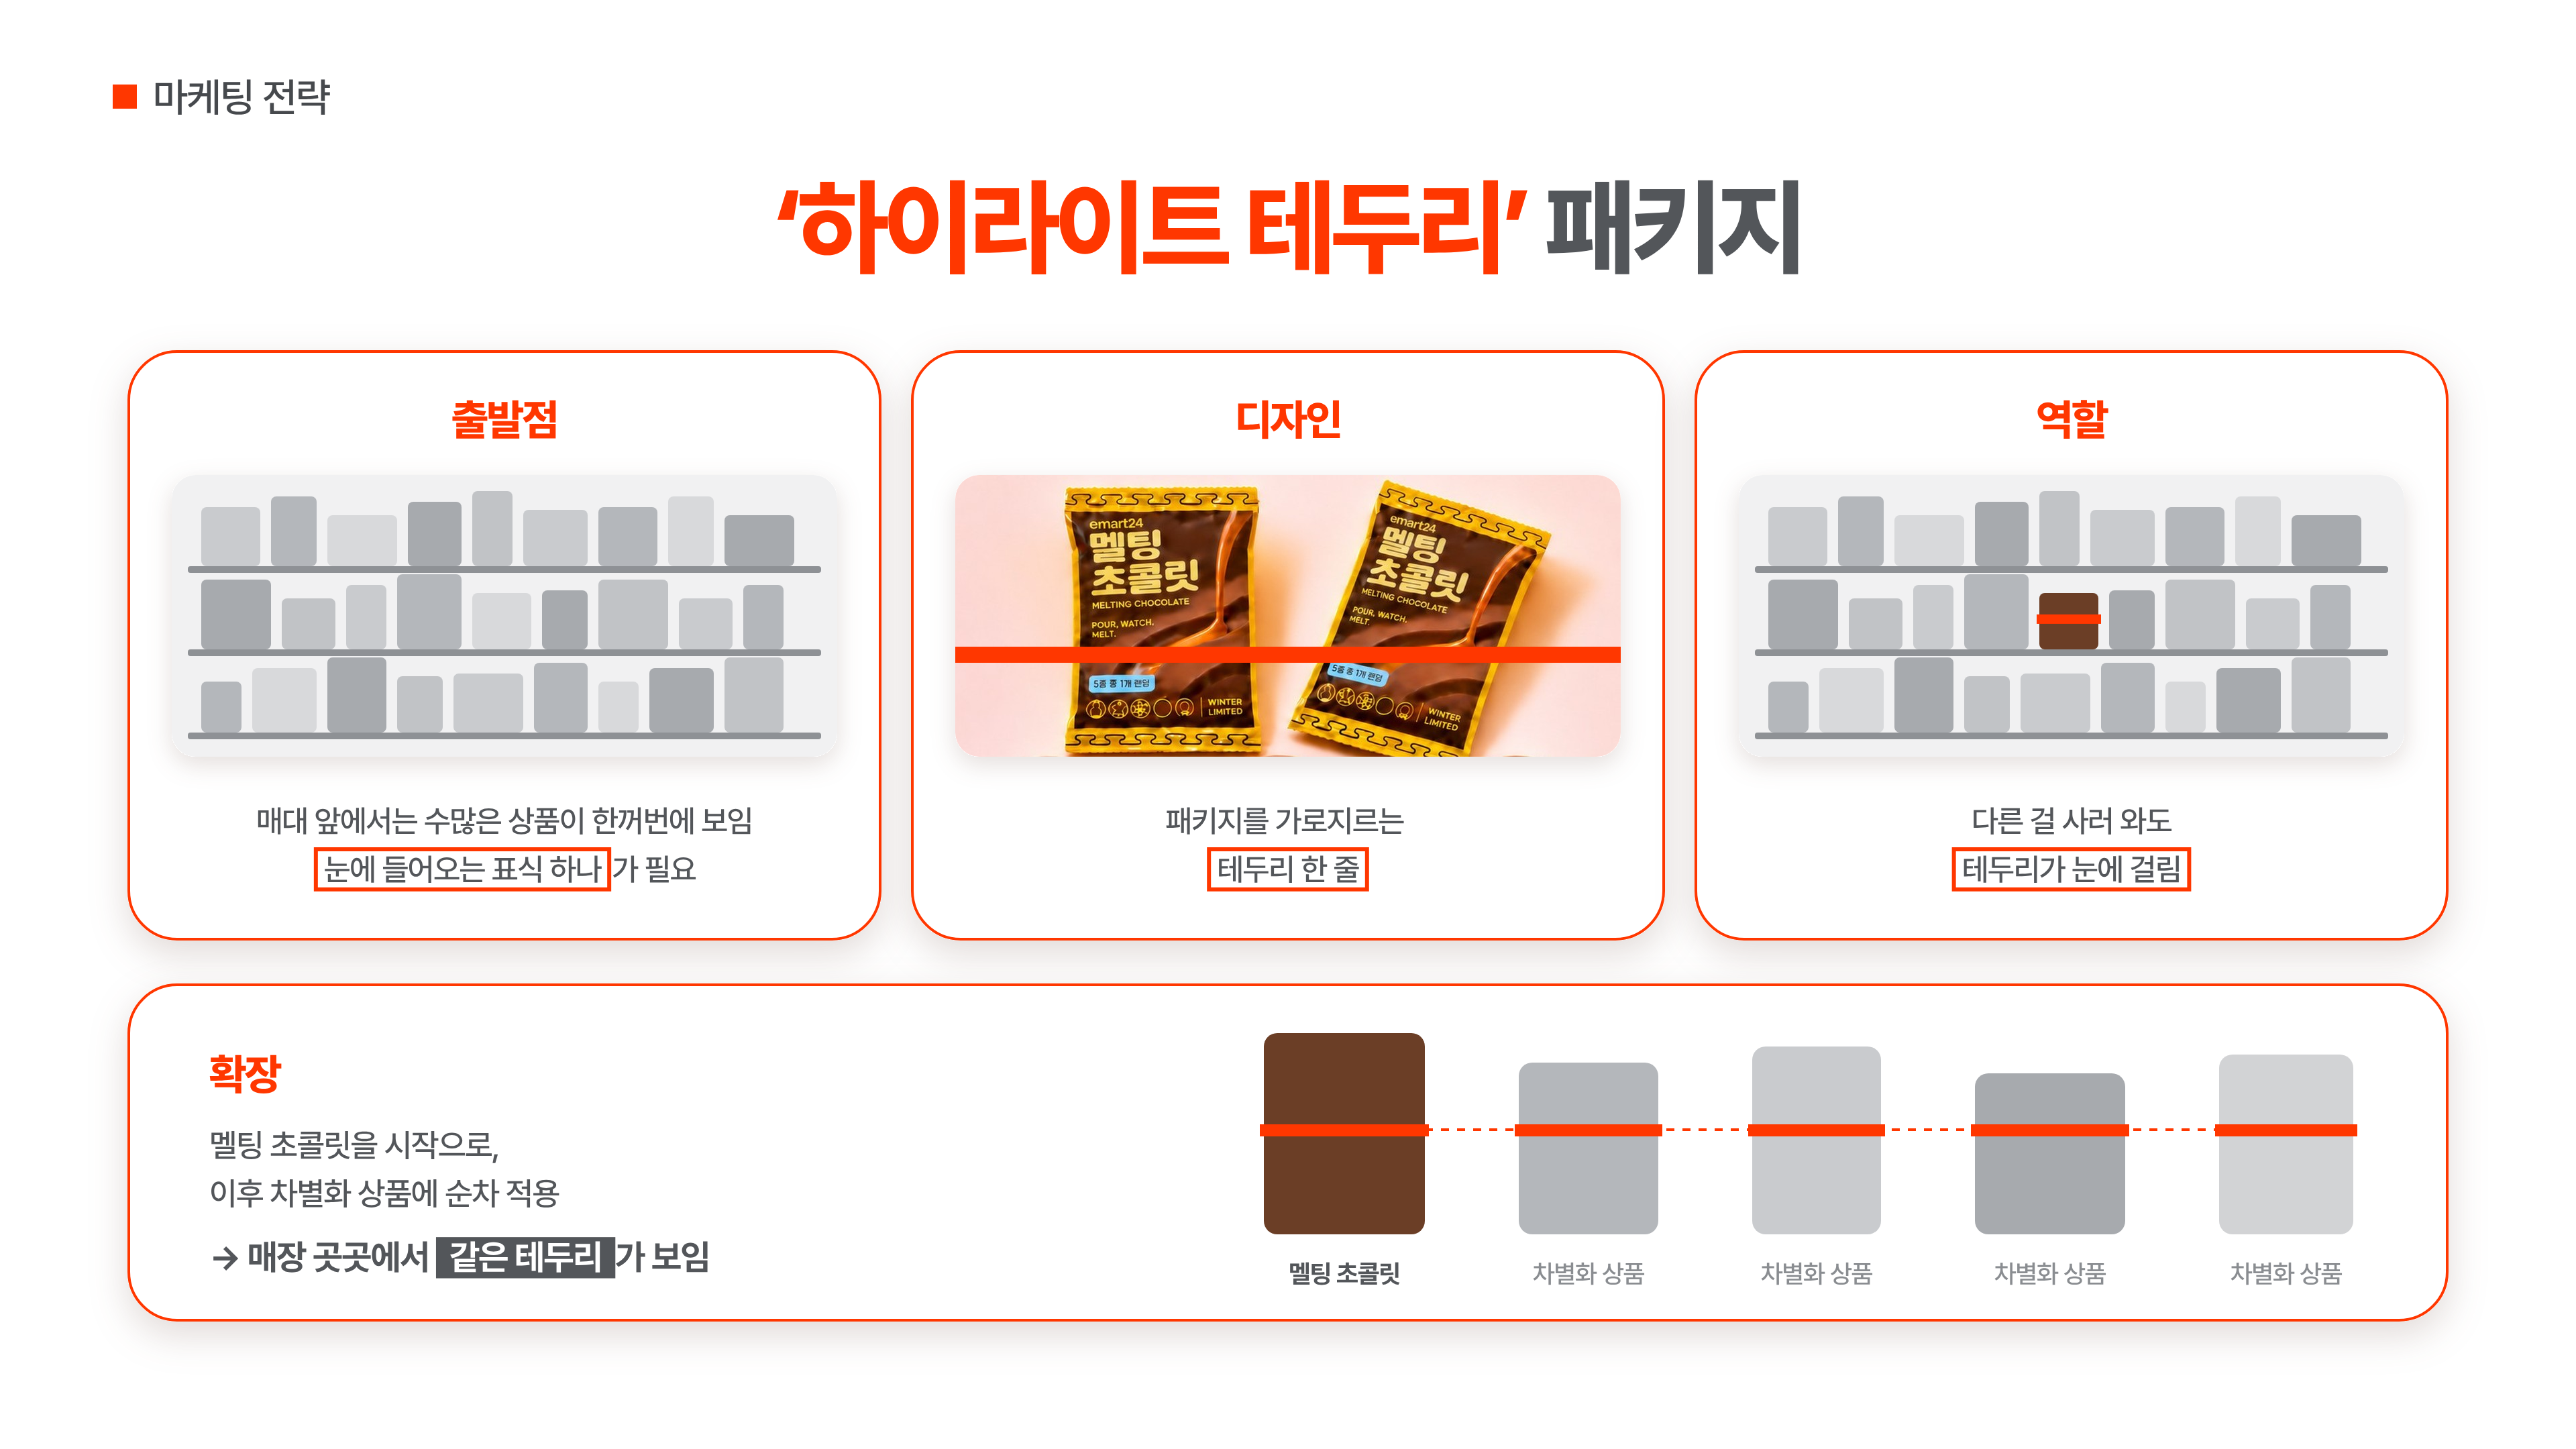 마케팅 전략
‘하이라이트 테두리’ 패키지
출발점
매대 앞에서는 수많은 상품이 한꺼번에 보임
눈에 들어오는 표식 하나가 필요
디자인
emart24
멜팅
초콜릿
MELTING CHOCOLATE
POUR, WATCH,
MELT.
5종 중 1개 랜덤
WINTER
LIMITED
emart24
멜팅
초콜릿
MELTING CHOCOLATE
POUR, WATCH,
MELT.
5종 중 1개 랜덤
WINTER
LIMITED
패키지를 가로지르는
테두리 한 줄
역할
다른 걸 사러 와도
테두리가 눈에 걸림
확장
멜팅 초콜릿을 시작으로,
이후 차별화 상품에 순차 적용
→ 매장 곳곳에서 같은 테두리가 보임
멜팅 초콜릿
차별화 상품
차별화 상품
차별화 상품
차별화 상품